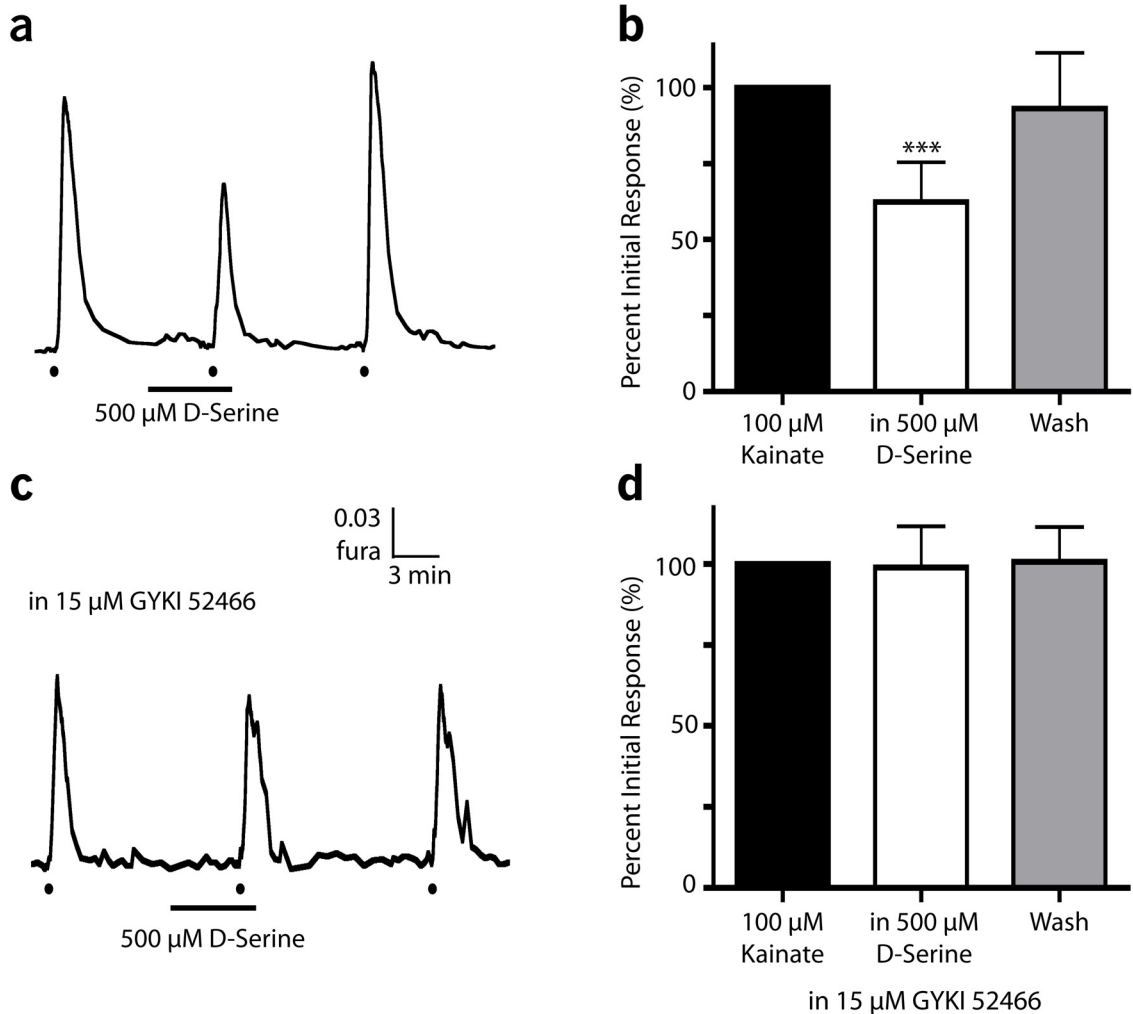 a
500 µM D-Serine
b
Percent Initial Response (%)
100
50
0
***
100 µM
Kainate
in 500 µM
D-Serine
Wash
c
0.03
fura
3 min
in 15 µM GYKI 52466
500 µM D-Serine
d
Percent Initial Response (%)
100
50
0
100 µM
Kainate
in 500 µM
D-Serine
Wash
in 15 µM GYKI 52466